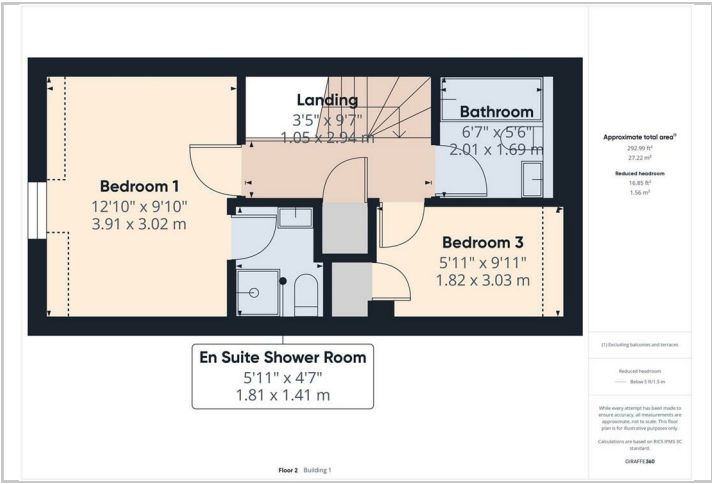 Landing
3'5" x 9'7"
1.05 x 2.94 m
Bathroom
6'7" x 5'6"
2.01 x 1.69 m
Bedroom 1
12'10" x 9'10"
3.91 x 3.02 m
Bedroom 3
5'11" x 9'11"
1.82 x 3.03 m
En Suite Shower Room
5'11" x 4'7"
1.81 x 1.41 m
Floor 2 Building 1
Approximate total area(1)
292.99 ft²
27.22 m²
Reduced headroom
16.85 ft²
1.56 m²
(1) Excluding balconies and terraces
Reduced headroom
Below 5 ft/1.5 m
While every attempt has been made to
ensure accuracy, all measurements are
approximate, not to scale. This floor
plan is for illustrative purposes only.
Calculations are based on RICS IPMS 3C
standard.
GIRAFFE360